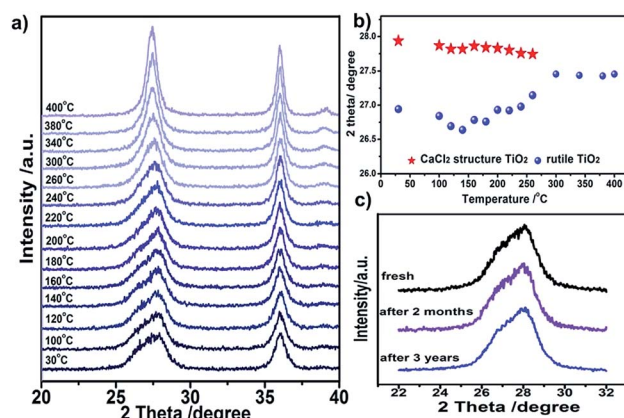 a)
Intensity /a.u.
400°C
380°C
340°C
300°C
260°C
240°C
220°C
200°C
180°C
160°C
140°C
120°C
100°C
30°C
20 25 30 35 40
2 Theta /degree
b)
2 theta/ degree
28.0
27.5
27.0
26.5
26.0
CaCl₂ structure TiO₂ rutile TiO₂
0 50 100 150 200 250 300 350 400
Temperature /°C
c)
Intensity/a.u.
fresh
after 2 months
after 3 years
22 24 26 28 30 32
2 Theta /degree